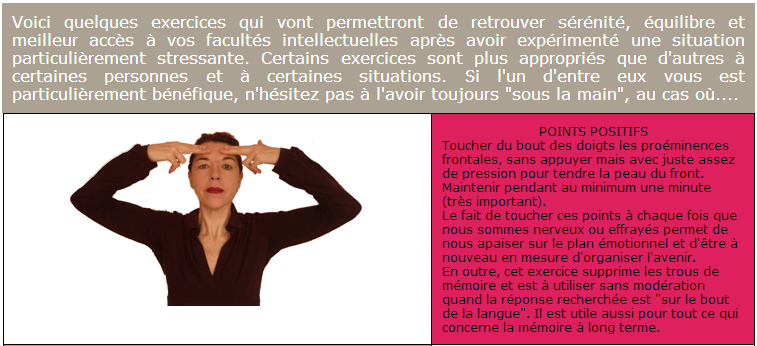 Voici quelques exercices qui vont permettront de retrouver sérénité, équilibre et
meilleur accès à vos facultés intellectuelles après avoir expérimenté une situation
particulièrement stressante. Certains exercices sont plus appropriés que d'autres à
certaines personnes et à certaines situations. Si l'un d'entre eux vous est
particulièrement bénéfique, n'hésitez pas à l'avoir toujours "sous la main", au cas où....
POINTS POSITIFS
Toucher du bout des doigts les proéminences
frontales, sans appuyer mais avec juste assez
de pression pour tendre la peau du front.
Maintenir pendant au minimum une minute
(très important).
Le fait de toucher ces points à chaque fois que
nous sommes nerveux ou effrayés permet de
nous apaiser sur le plan émotionnel et d'être à
nouveau en mesure d'organiser l'avenir.
En outre, cet exercice supprime les trous de
mémoire et est à utiliser sans modération
quand la réponse recherchée est "sur le bout
de la langue". Il est utile aussi pour tout ce qui
concerne la mémoire à long terme.